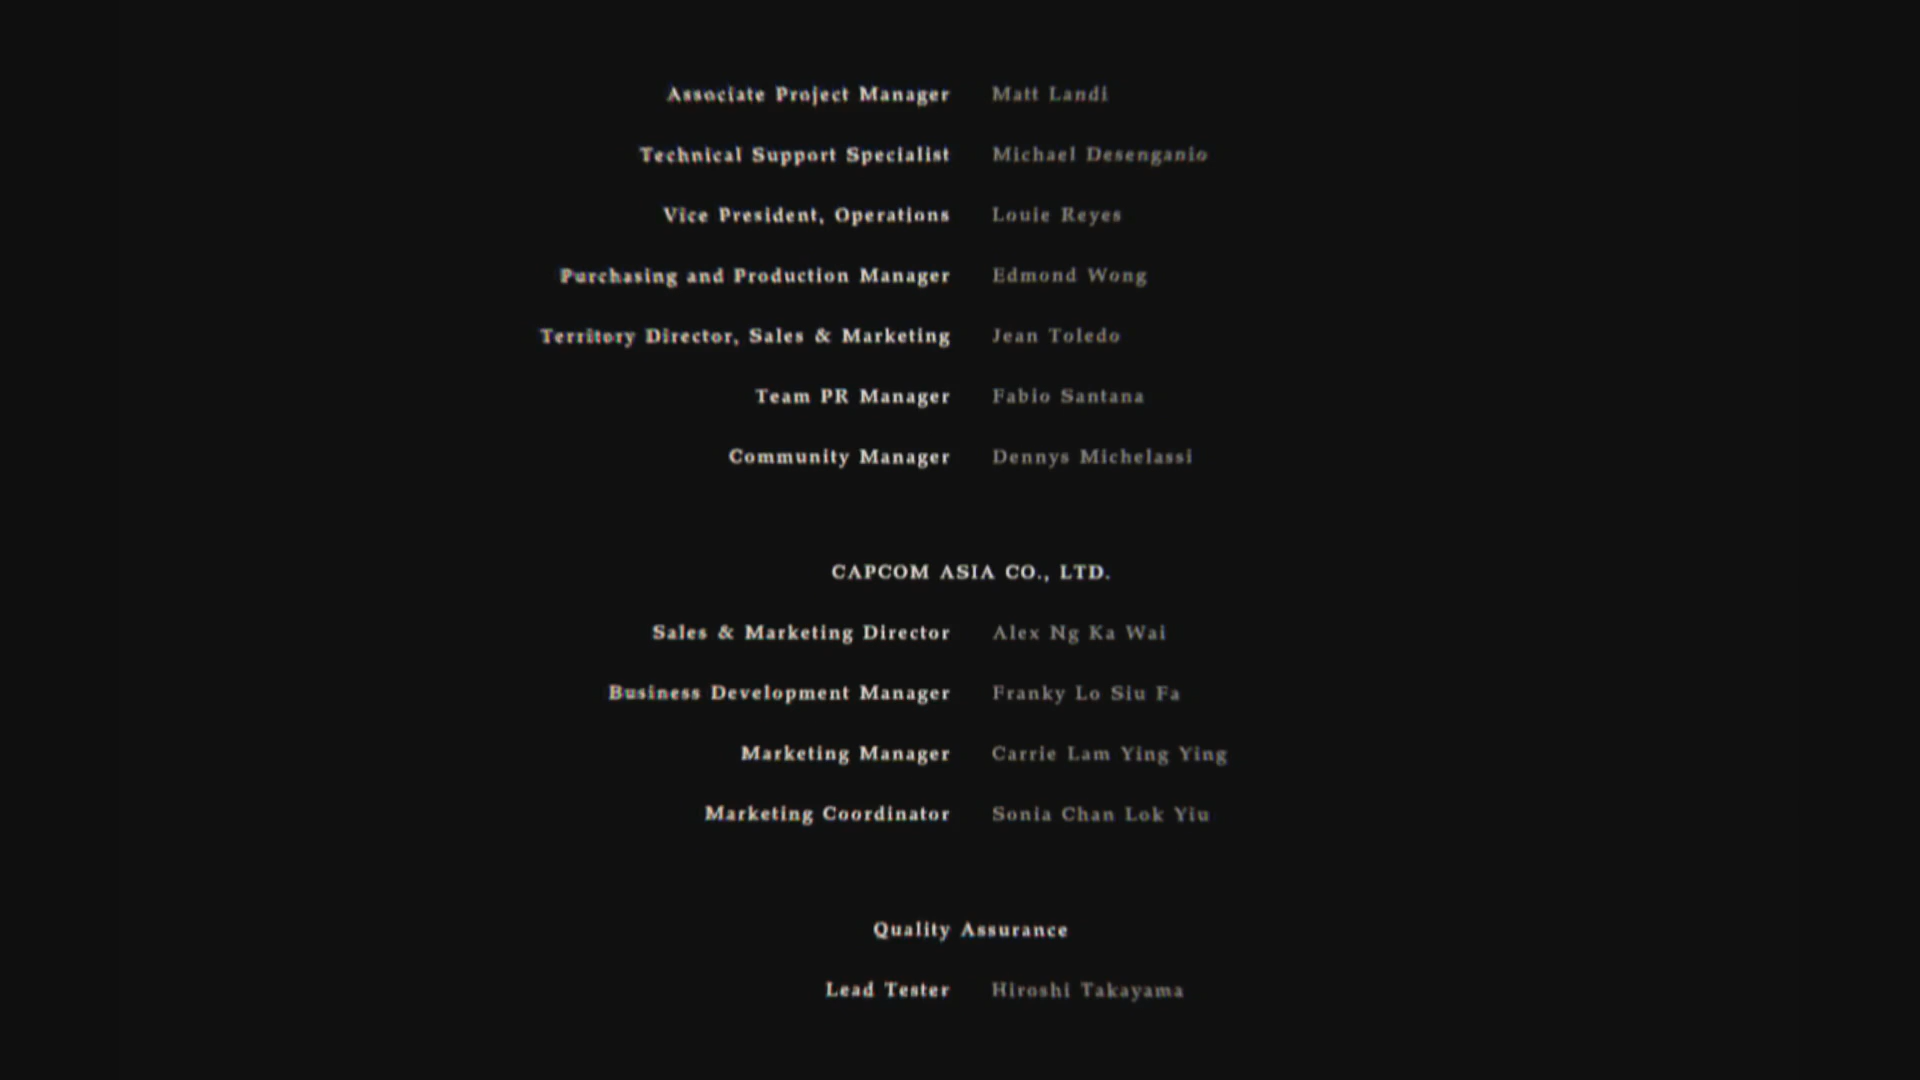 Associate Project Manager Matt Landi
Technical Support Specialist Michael Desenganio
Vice President, Operations Louie Reyes
Purchasing and Production Manager Edmond Wong
Territory Director, Sales & Marketing Jean Toledo
Team PR Manager Fabio Santana
Community Manager Dennys Michelassi
CAPCOM ASIA CO., LTD.
Sales & Marketing Director Alex Ng Ka Wai
Business Development Manager Franky Lo Siu Fa
Marketing Manager Carrie Lam Ying Ying
Marketing Coordinator Sonia Chan Lok Yiu
Quality Assurance
Lead Tester Hiroshi Takayama